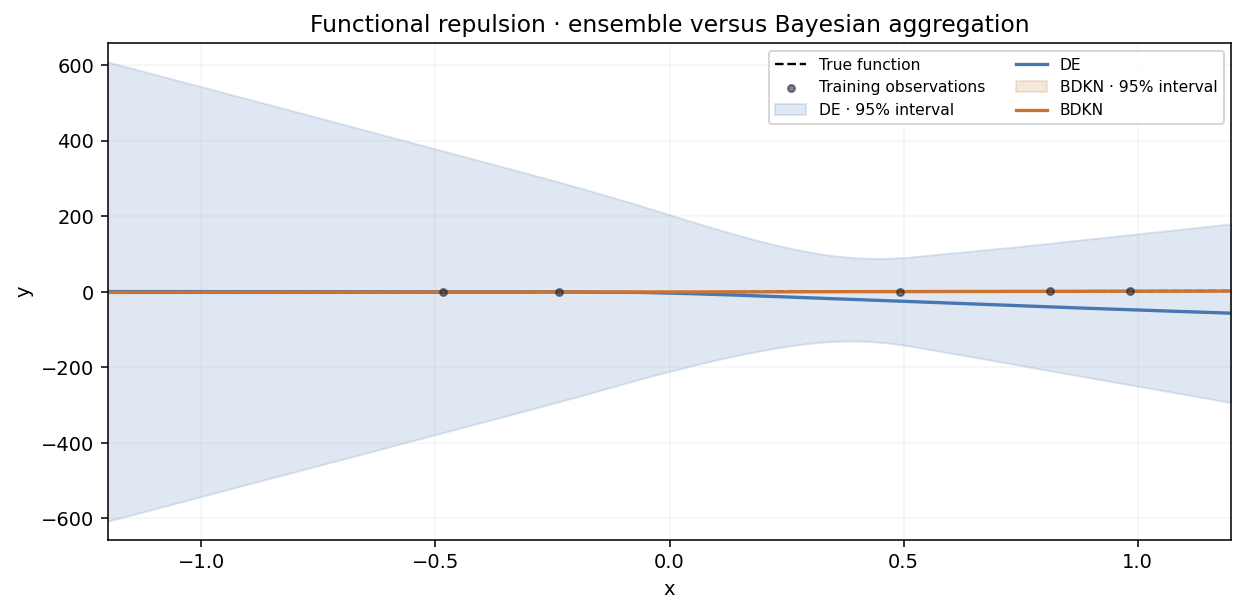 Functional repulsion · ensemble versus Bayesian aggregation
True function
Training observations
DE · 95% interval
DE
BDKN · 95% interval
BDKN
y
600
400
200
0
−200
−400
−600
−1.0 −0.5 0.0 0.5 1.0
x